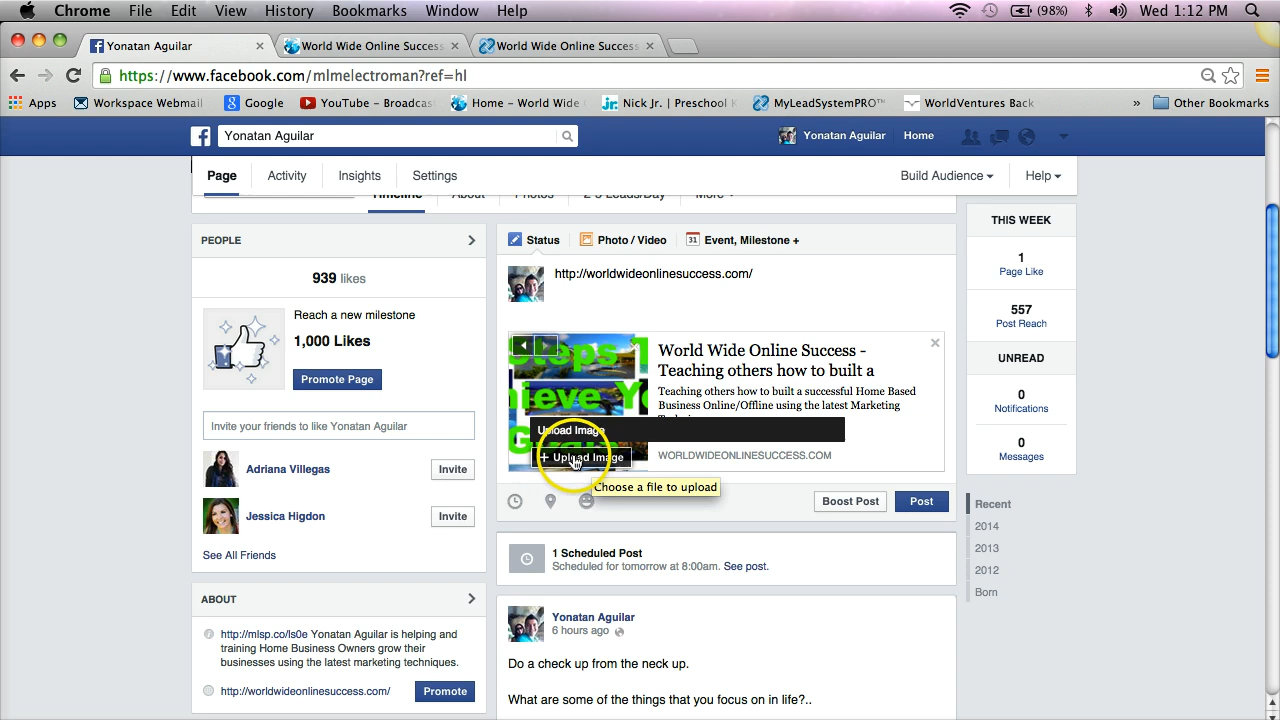 Chrome File Edit View History Bookmarks Window Help (98%) Wed 1:12 PM
Yonatan Aguilar World Wide Online Success World Wide Online Success
https://www.facebook.com/mlmelectroman?ref=hl
Apps Workspace Webmail Google YouTube - Broadcast Home - World Wide Nick Jr. | Preschool MyLeadSystemPRO™ WorldVentures Back » Other Bookmarks
Yonatan Aguilar Yonatan Aguilar Home
Page Activity Insights Settings Build Audience Help
Timeline About Photos 2-5 Leads/Day More
PEOPLE
939 likes
Reach a new milestone
1,000 Likes
Promote Page
Invite your friends to like Yonatan Aguilar
Adriana Villegas Invite
Jessica Higdon Invite
See All Friends
ABOUT
http://mlsp.co/ls0e Yonatan Aguilar is helping and
training Home Business Owners grow their
businesses using the latest marketing techniques.
http://worldwideonlinesuccess.com/ Promote
Status Photo / Video 31 Event, Milestone +
http://worldwideonlinesuccess.com/
World Wide Online Success -
Teaching others how to built a
Teaching others how to built a successful Home Based
Business Online/Offline using the latest Marketing
Upload Image
+ Upload Image
WORLDWIDEONLINESUCCESS.COM
Choose a file to upload
Boost Post Post
1 Scheduled Post
Scheduled for tomorrow at 8:00am. See post.
Yonatan Aguilar
6 hours ago
Do a check up from the neck up.
What are some of the things that you focus on in life?..
THIS WEEK
1
Page Like
557
Post Reach
UNREAD
0
Notifications
0
Messages
Recent
2014
2013
2012
Born